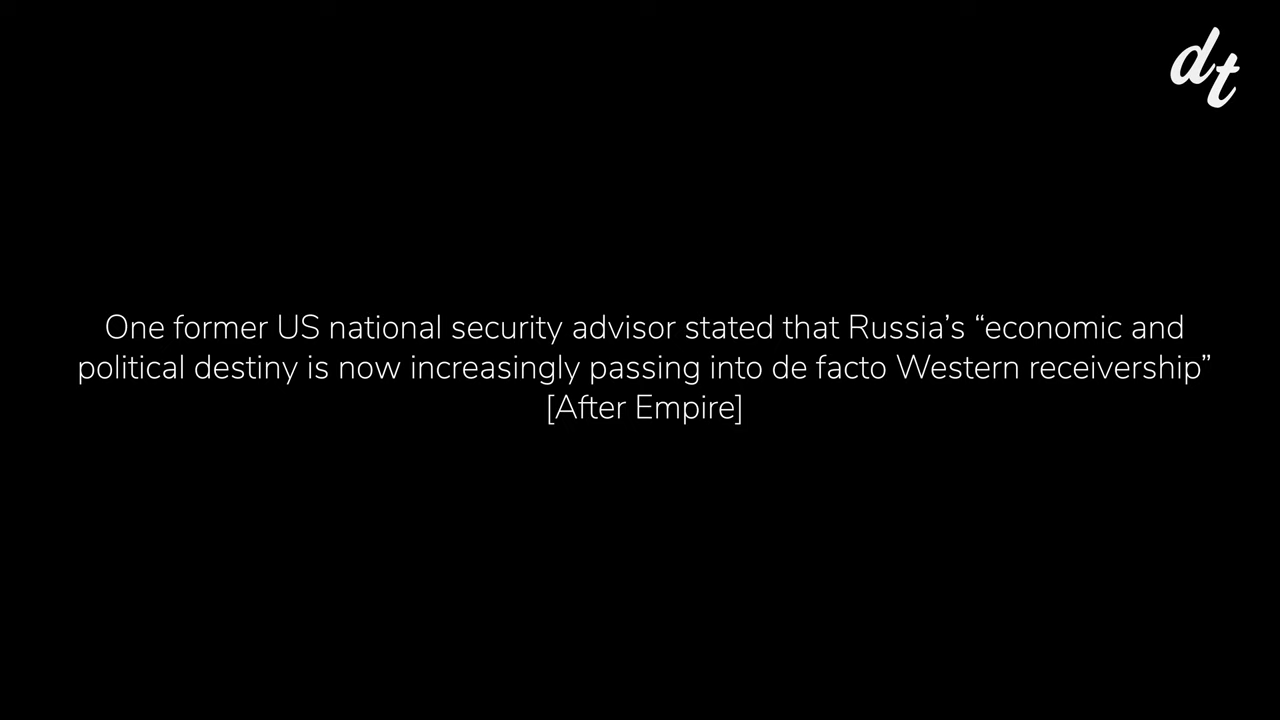 dt
One former US national security advisor stated that Russia’s “economic and
political destiny is now increasingly passing into de facto Western receivership”
[After Empire]